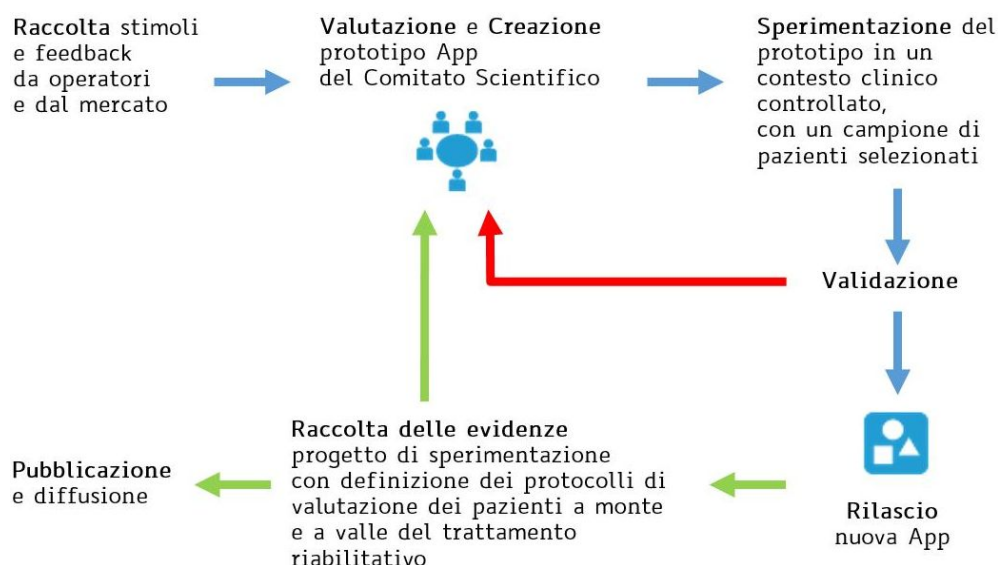 Raccolta stimoli
e feedback
da operatori
e dal mercato
Valutazione e Creazione
prototipo App
del Comitato Scientifico
Sperimentazione del
prototipo in un
contesto clinico
controllato,
con un campione di
pazienti selezionati
Validazione
Rilascio
nuova App
Raccolta delle evidenze
progetto di sperimentazione
con definizione dei protocolli di
valutazione dei pazienti a monte
e a valle del trattamento
riabilitativo
Pubblicazione
e diffusione